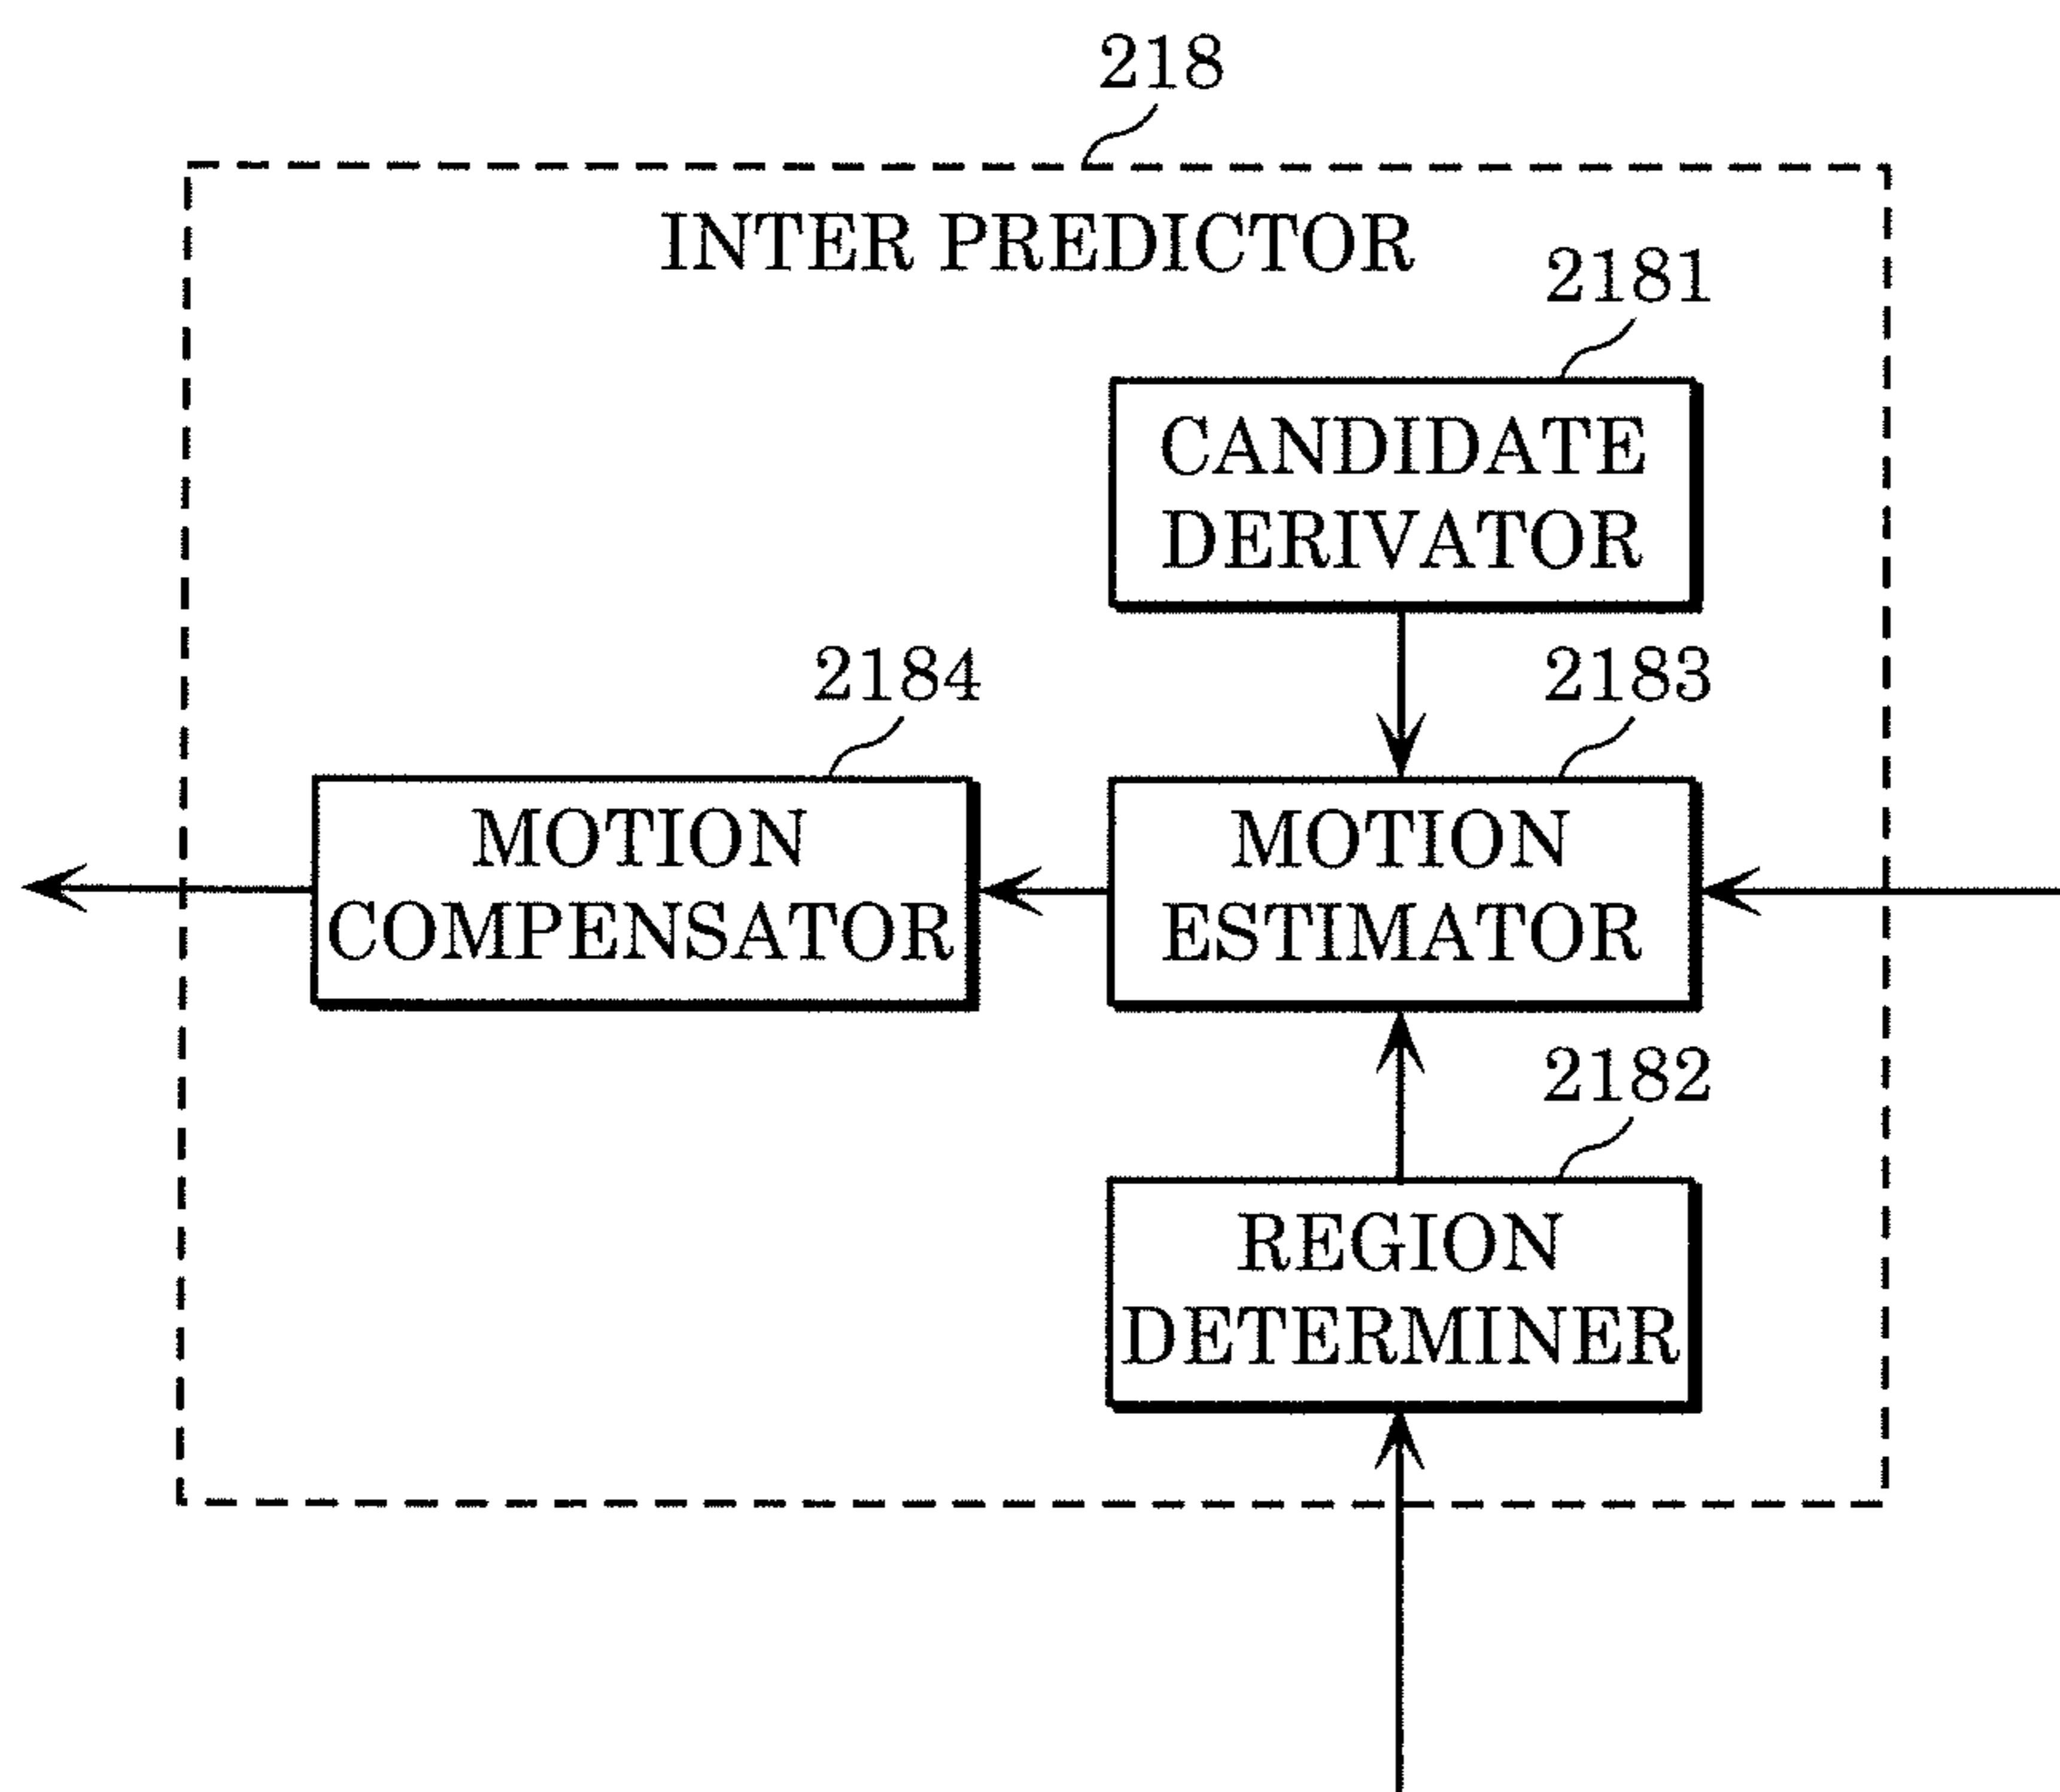 218
INTER PREDICTOR
2181
CANDIDATE
DERIVATOR
2184
2183
MOTION
COMPENSATOR
MOTION
ESTIMATOR
2182
REGION
DETERMINER